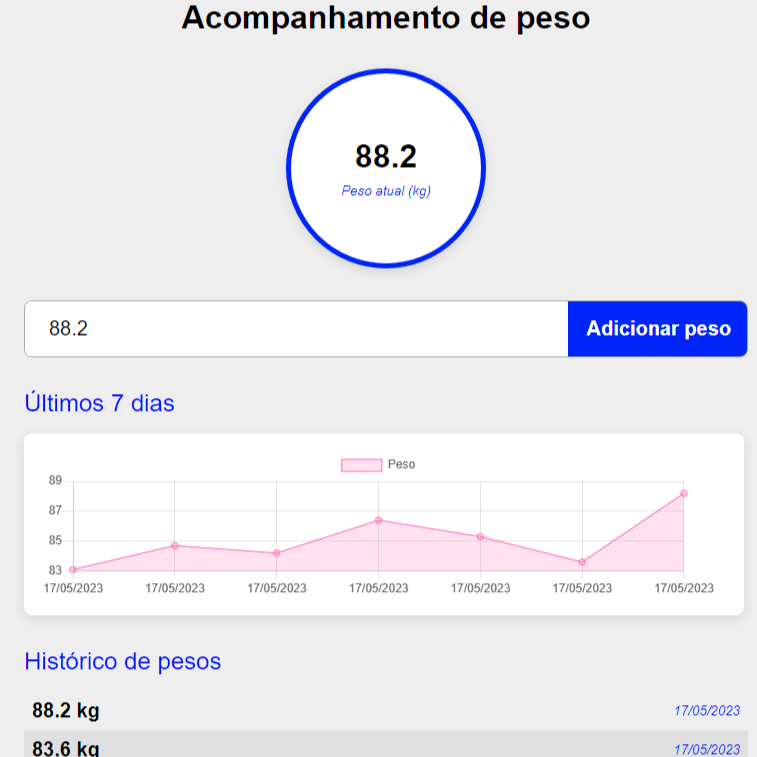 Acompanhamento de peso
88.2
Peso atual (kg)
88.2
Adicionar peso
Últimos 7 dias
Peso
89
87
85
83
17/05/2023 17/05/2023 17/05/2023 17/05/2023 17/05/2023 17/05/2023 17/05/2023
Histórico de pesos
88.2 kg 17/05/2023
83.6 kg 17/05/2023